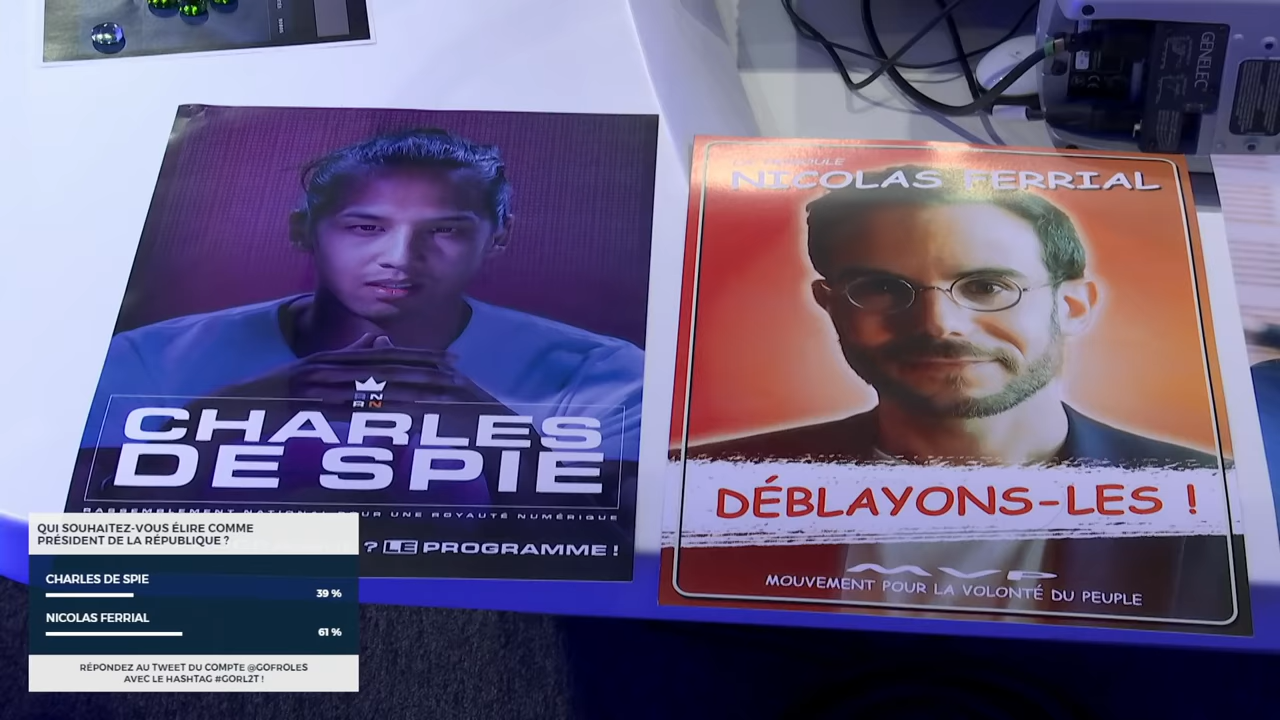 GENELEC
NICOLAS FERRIAL
RN
RN
CHARLES
DE SPIE
RASSEMBLEMENT NATIONAL POUR UNE ROYAUTÉ NUMÉRIQUE
? LE PROGRAMME !
DÉBLAYONS-LES !
MVP
MOUVEMENT POUR LA VOLONTÉ DU PEUPLE
QUI SOUHAITEZ-VOUS ÉLIRE COMME
PRÉSIDENT DE LA RÉPUBLIQUE ?
CHARLES DE SPIE
39 %
NICOLAS FERRIAL
61 %
RÉPONDEZ AU TWEET DU COMPTE @GOFROLES
AVEC LE HASHTAG #GORL2T !